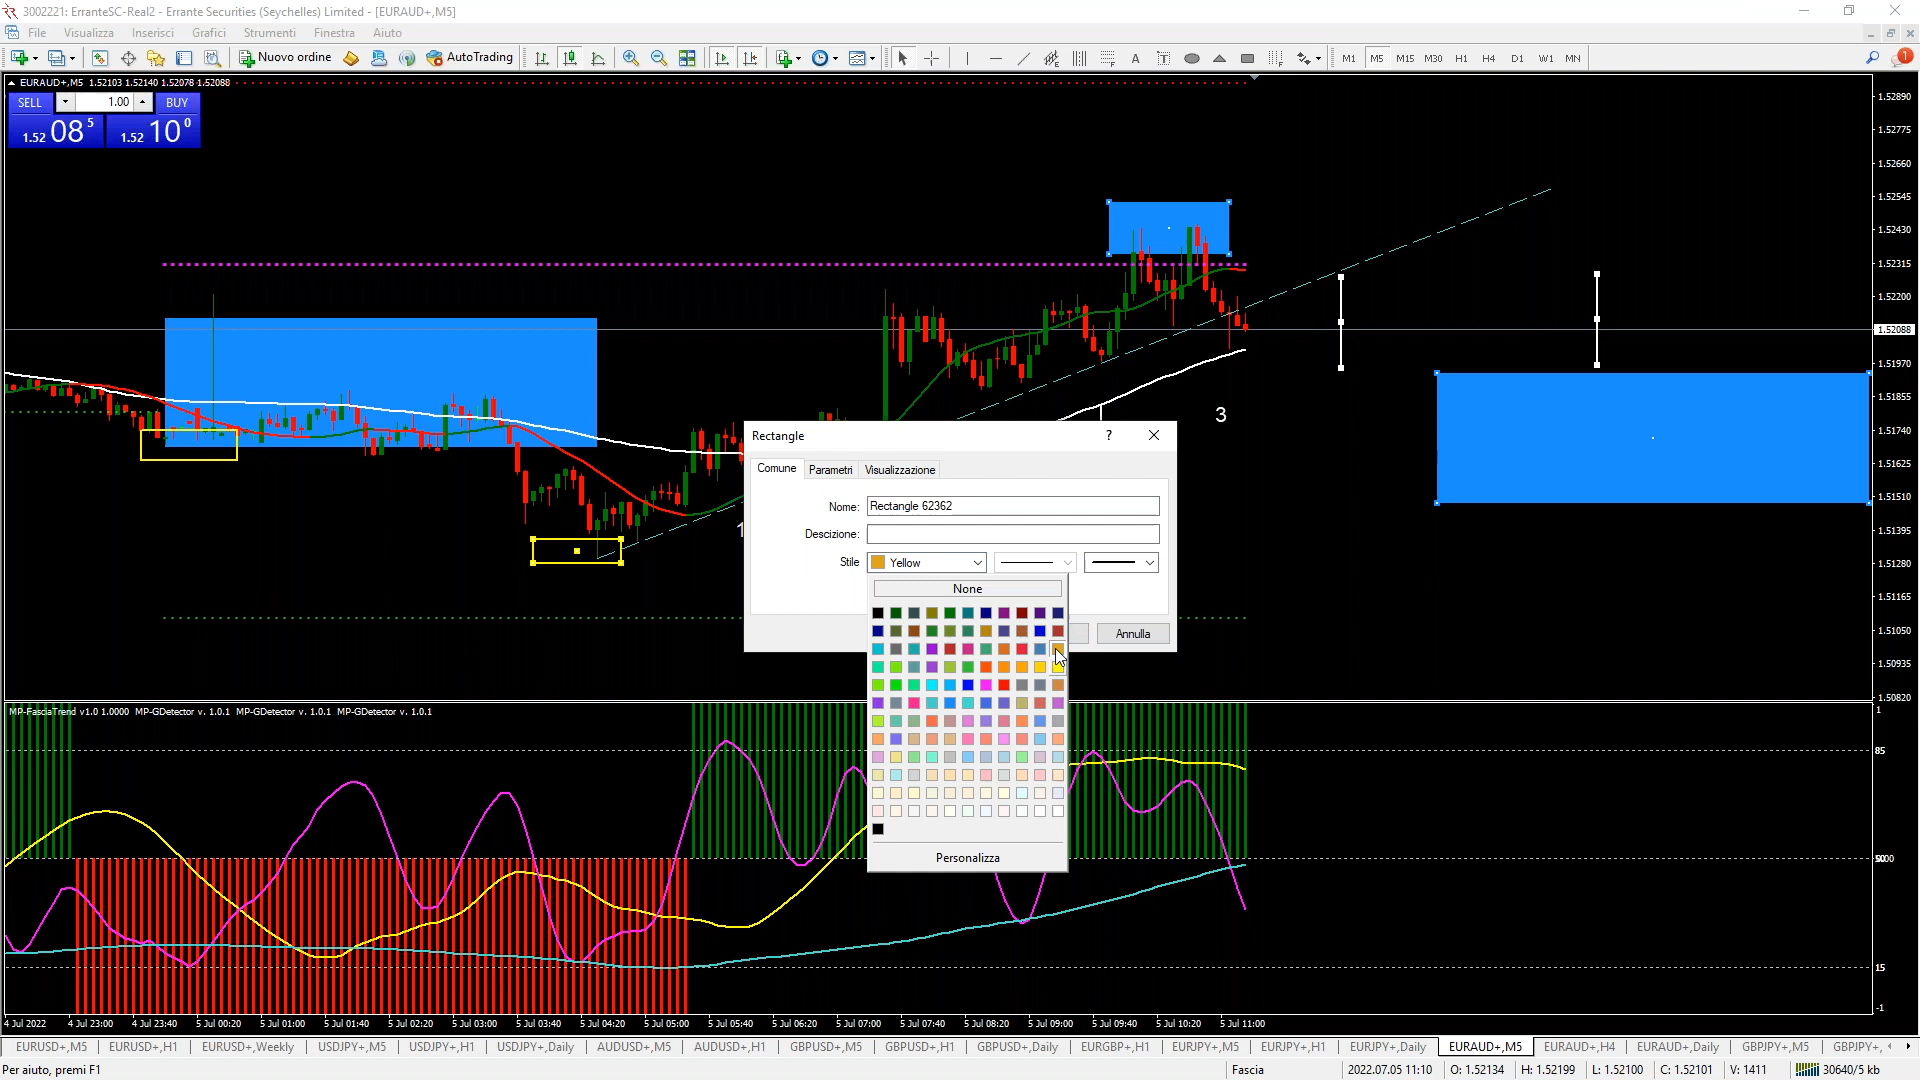 3002221: ErranteSC-Real2 - Errante Securities (Seychelles) Limited - [EURAUD+,M5]
File Visualizza Inserisci Grafici Strumenti Finestra Aiuto
Nuovo ordine AutoTrading A T M1 M5 M15 M30 H1 H4 D1 W1 MN 1
EURAUD+,M5 1.52103 1.52140 1.52078 1.52088
SELL 1.00 BUY
1.52 08 5 1.52 10 0
1.52890
1.52775
1.52660
1.52545
1.52430
1.52315
1.52200
1.52088
1.51970
1.51855
1.51740
1.51625
1.51510
1.51395
1.51280
1.51165
1.51050
1.50935
1.50820
3
1
Rectangle ?
Comune Parametri Visualizzazione
Nome: Rectangle 62362
Descizione:
Stile Yellow
None
Annulla
Personalizza
MP-FasciaTrend v1.0 1.0000 MP-GDetector v. 1.0.1 MP-GDetector v. 1.0.1 MP-GDetector v. 1.0.1
1
85
15
-1
4 Jul 2022 4 Jul 23:00 4 Jul 23:40 5 Jul 00:20 5 Jul 01:00 5 Jul 01:40 5 Jul 02:20 5 Jul 03:00 5 Jul 03:40 5 Jul 04:20 5 Jul 05:00 5 Jul 05:40 5 Jul 06:20 5 Jul 07:00 5 Jul 07:40 5 Jul 08:20 5 Jul 09:00 5 Jul 09:40 5 Jul 10:20 5 Jul 11:00
EURUSD+,M5 EURUSD+,H1 EURUSD+,Weekly USDJPY+,M5 USDJPY+,H1 USDJPY+,Daily AUDUSD+,M5 AUDUSD+,H1 GBPUSD+,M5 GBPUSD+,H1 GBPUSD+,Daily EURGBP+,H1 EURJPY+,M5 EURJPY+,H1 EURJPY+,Daily EURAUD+,M5 EURAUD+,H4 EURAUD+,Daily GBPJPY+,M5 GBPJPY+,
Per aiuto, premi F1 Fascia 2022.07.05 11:10 O: 1.52134 H: 1.52199 L: 1.52100 C: 1.52101 V: 1411 30640/5 kb